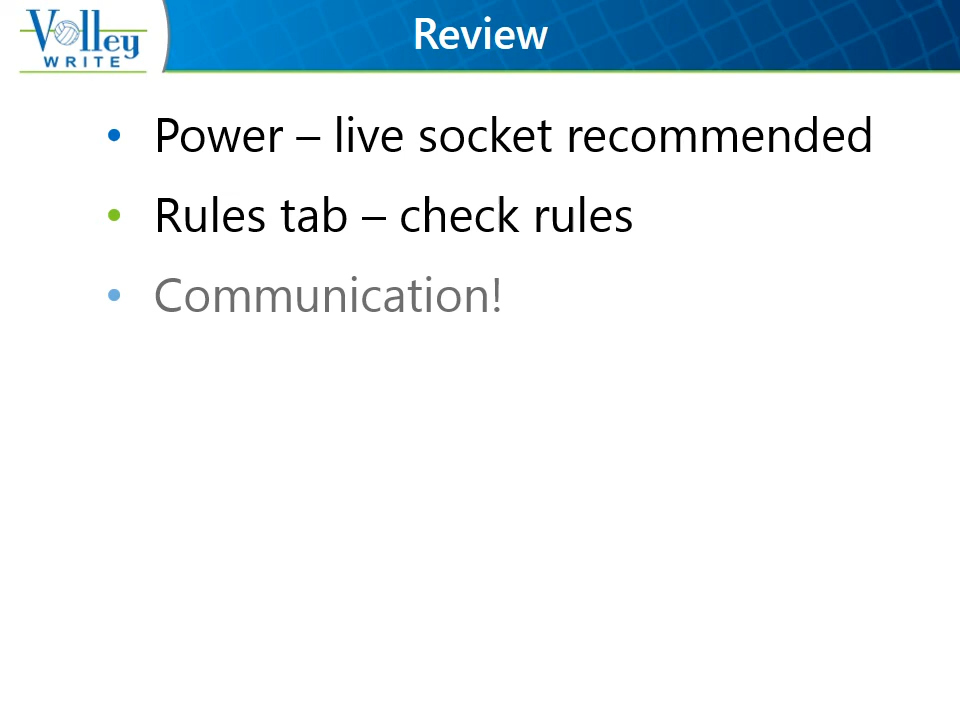 Volley
WRITE
Review
• Power – live socket recommended
• Rules tab – check rules
• Communication!